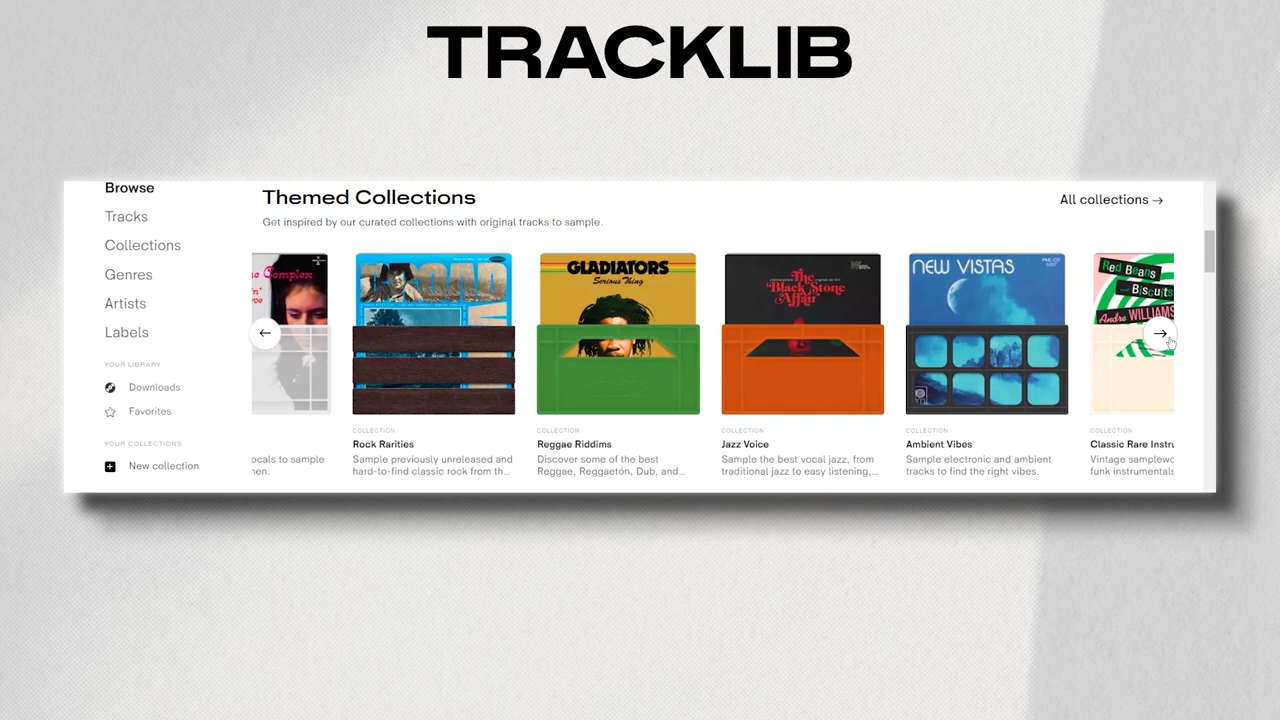 TRACKLIB
Browse
Tracks
Collections
Genres
Artists
Labels
YOUR LIBRARY
Downloads
Favorites
YOUR COLLECTIONS
New collection
Themed Collections
Get inspired by our curated collections with original tracks to sample.
All collections →
Complex
GLADIATORS
Serious Thing
The
Black Stone
Affair
NEW VISTAS
Red Beans
and Biscuits
Andre WILLIAMS
ocals to sample
nen.
COLLECTION
Rock Rarities
Sample previously unreleased and
hard-to-find classic rock from th...
COLLECTION
Reggae Riddims
Discover some of the best
Reggae, Reggaetón, Dub, and...
COLLECTION
Jazz Voice
Sample the best vocal jazz, from
traditional jazz to easy listening,...
COLLECTION
Ambient Vibes
Sample electronic and ambient
tracks to find the right vibes.
COLLECTION
Classic Rare Instru
Vintage samplewo
funk instrumentals